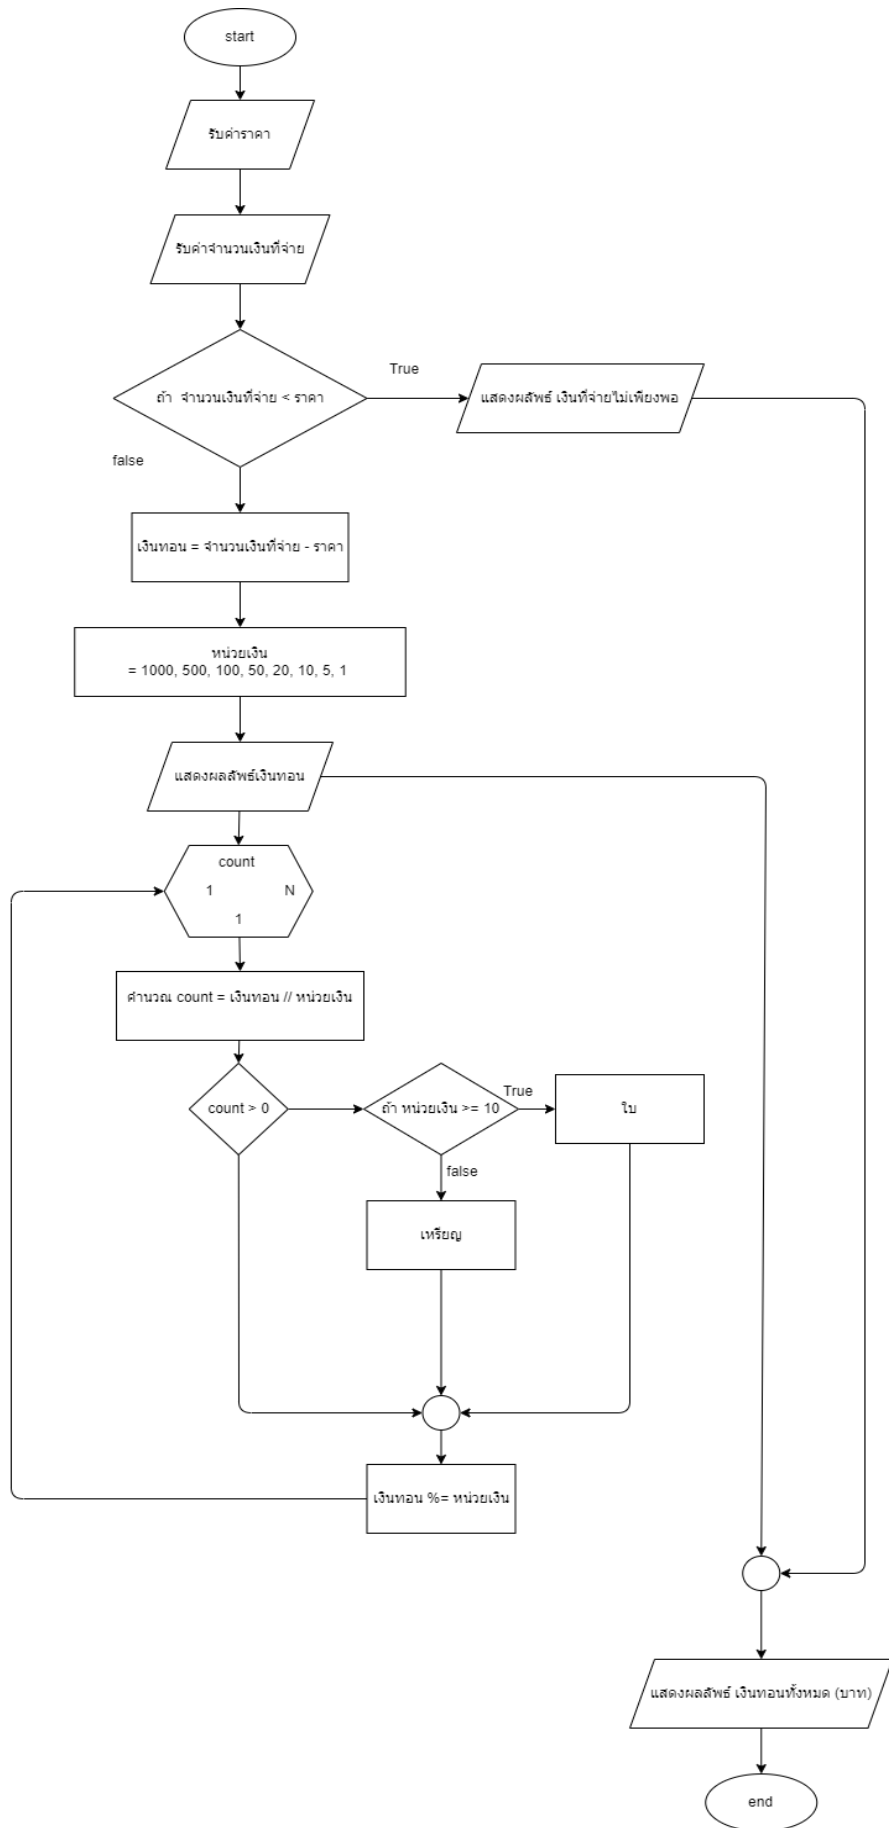 start
รับค่าราคา
รับค่าจำนวนเงินที่จ่าย
ถ้า จำนวนเงินที่จ่าย < ราคา
True
แสดงผลัพธ์ เงินที่จ่ายไม่เพียงพอ
false
เงินทอน = จำนวนเงินที่จ่าย - ราคา
หน่วยเงิน
= 1000, 500, 100, 50, 20, 10, 5, 1
แสดงผลลัพธ์เงินทอน
count
1 N
1
คำนวณ count = เงินทอน // หน่วยเงิน
count > 0
ถ้า หน่วยเงิน >= 10
True
ใบ
false
เหรียญ
เงินทอน %= หน่วยเงิน
แสดงผลลัพธ์ เงินทอนทั้งหมด (บาท)
end